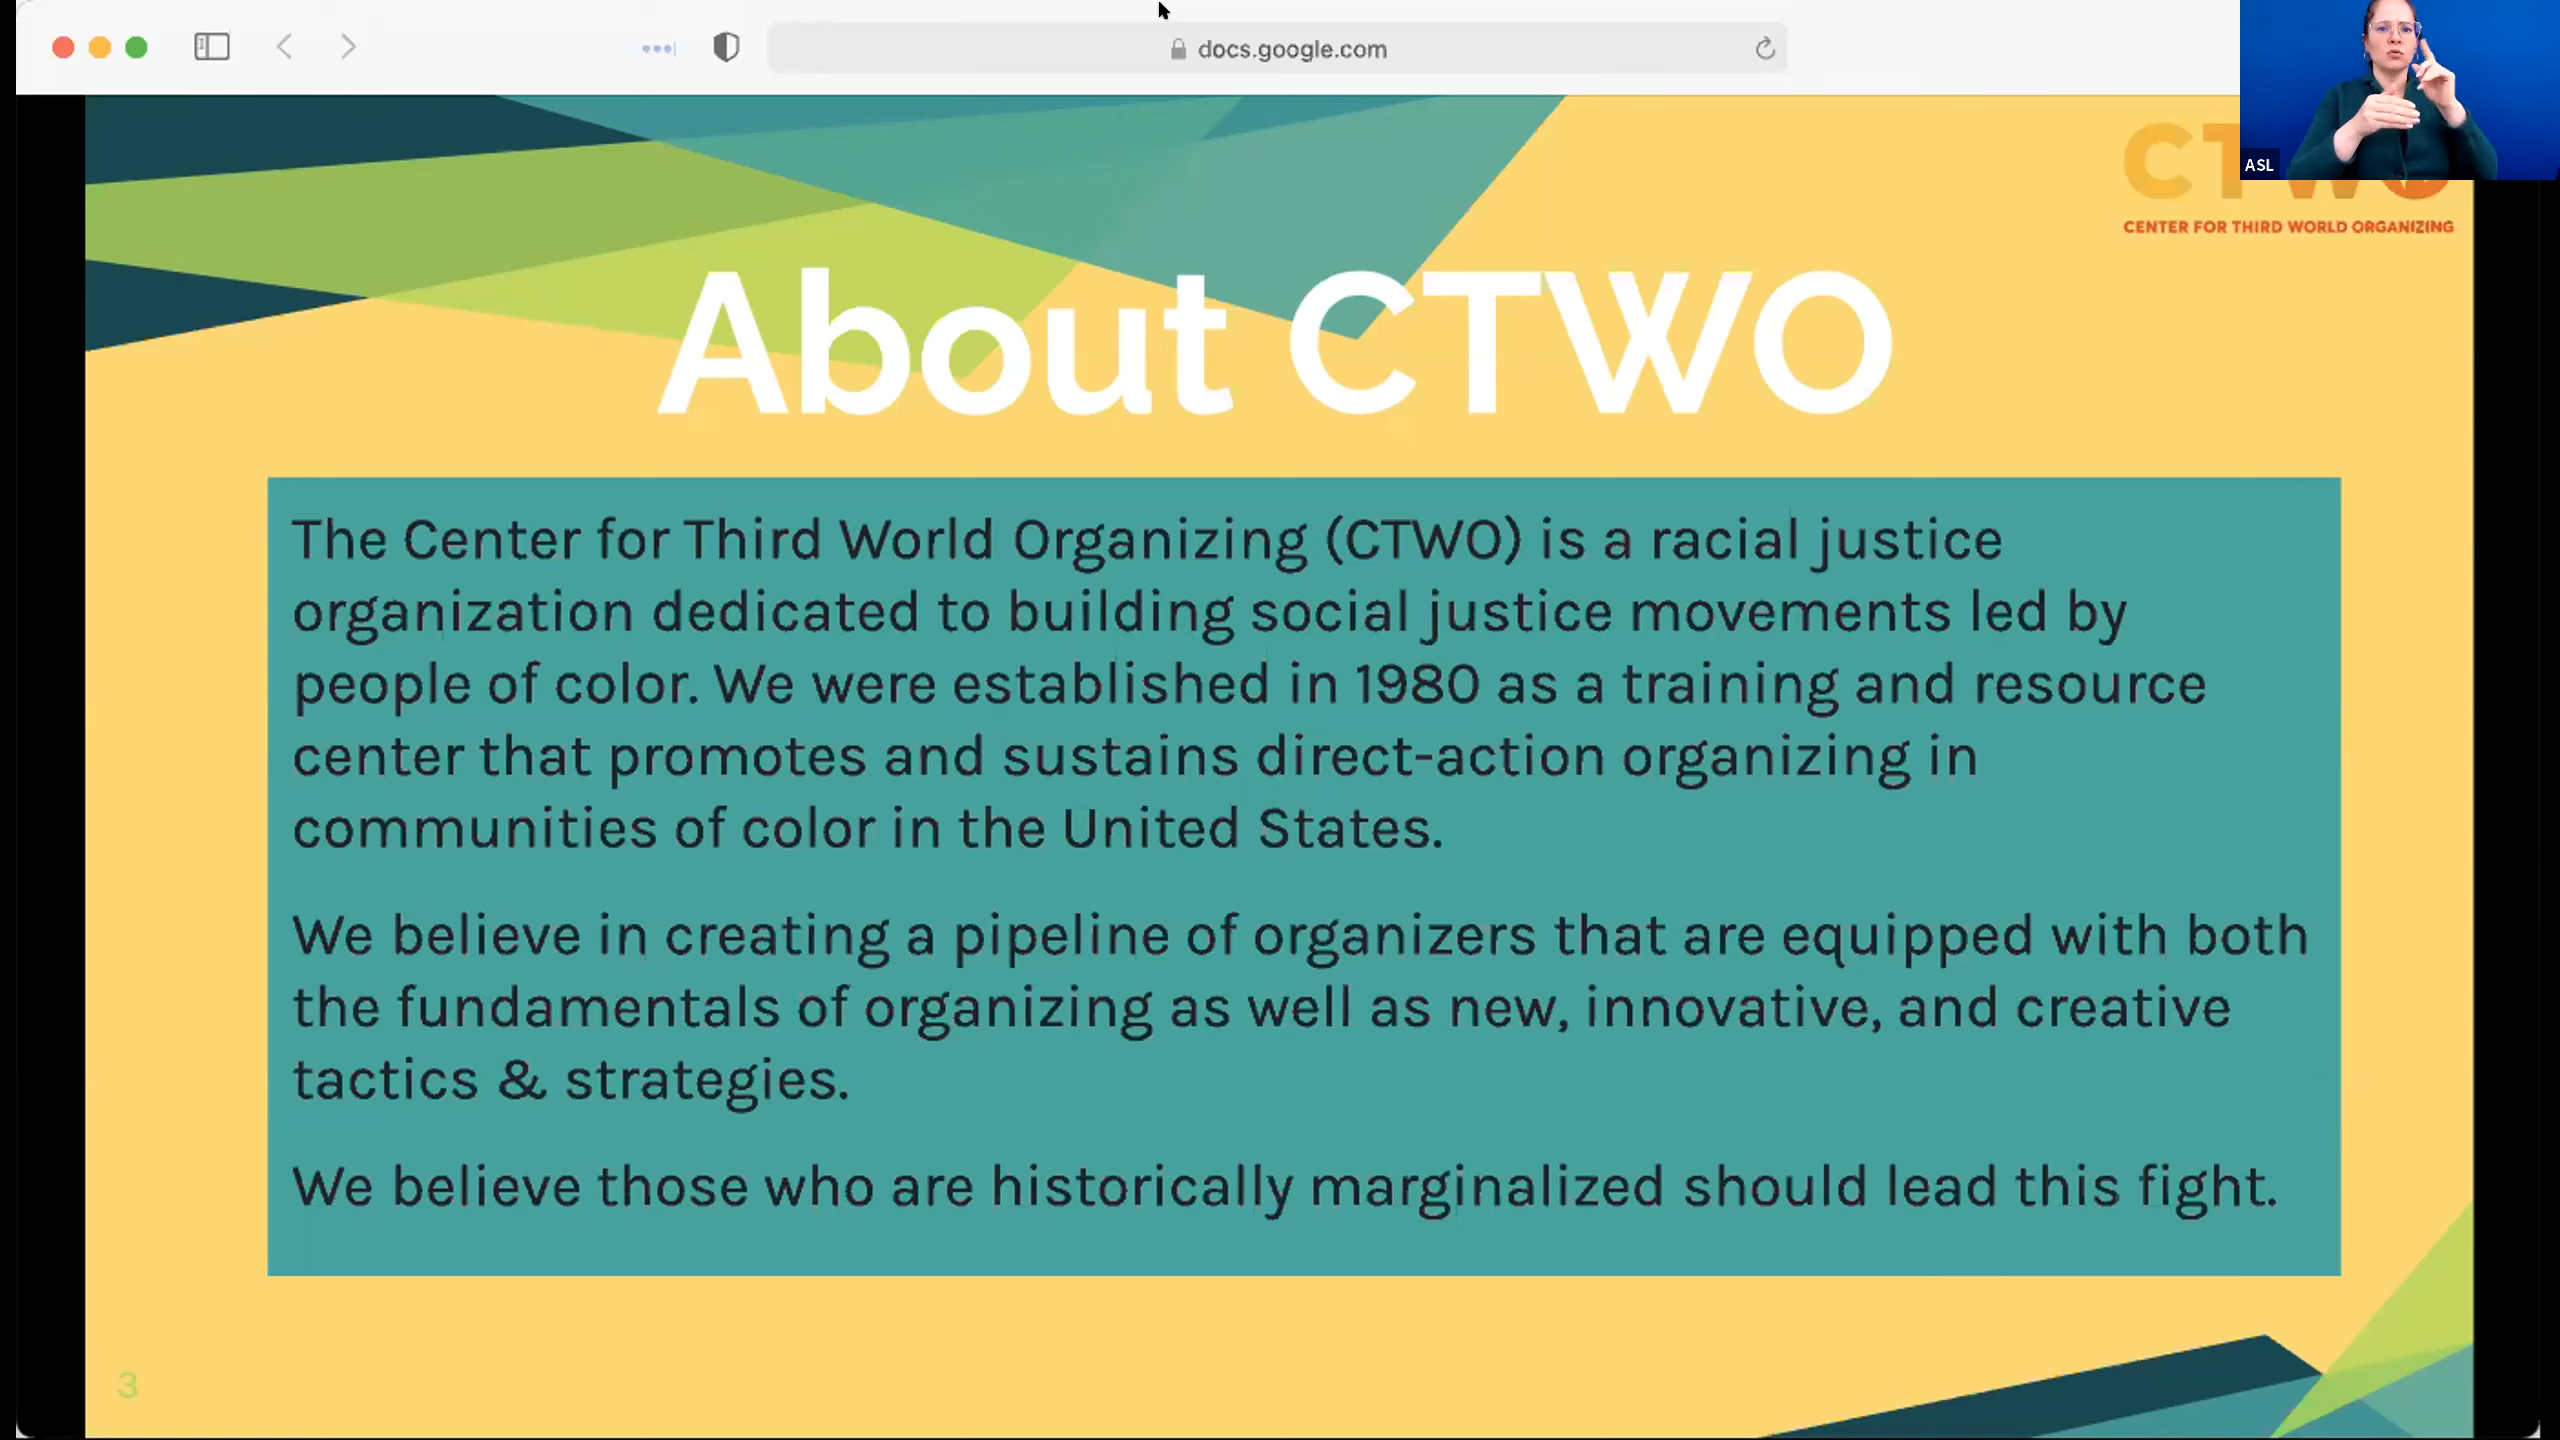 docs.google.com
ASL
CTWO
CENTER FOR THIRD WORLD ORGANIZING
About CTWO
The Center for Third World Organizing (CTWO) is a racial justice
organization dedicated to building social justice movements led by
people of color. We were established in 1980 as a training and resource
center that promotes and sustains direct-action organizing in
communities of color in the United States.
We believe in creating a pipeline of organizers that are equipped with both
the fundamentals of organizing as well as new, innovative, and creative
tactics & strategies.
We believe those who are historically marginalized should lead this fight.
3